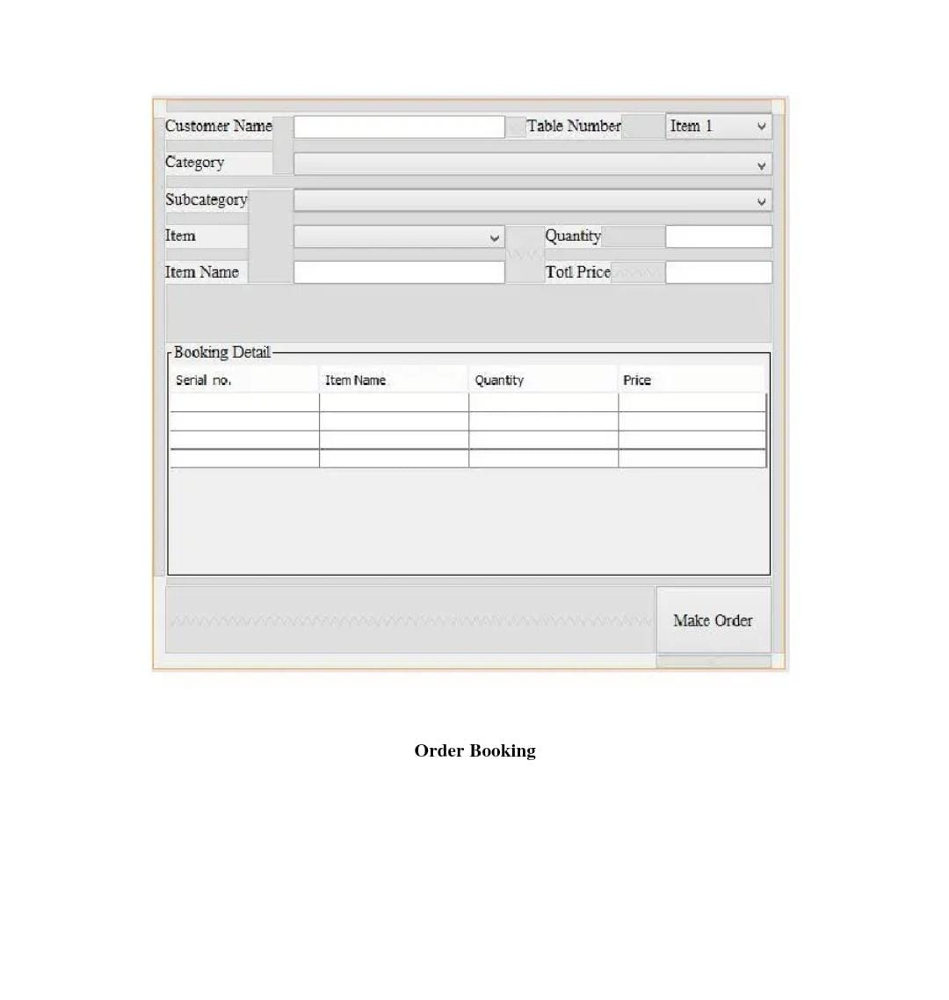 Customer Name Table Number Item 1
Category
Subcategory
Item Quantity
Item Name Totl Price
Booking Detail
Serial no. Item Name Quantity Price
Make Order
Order Booking